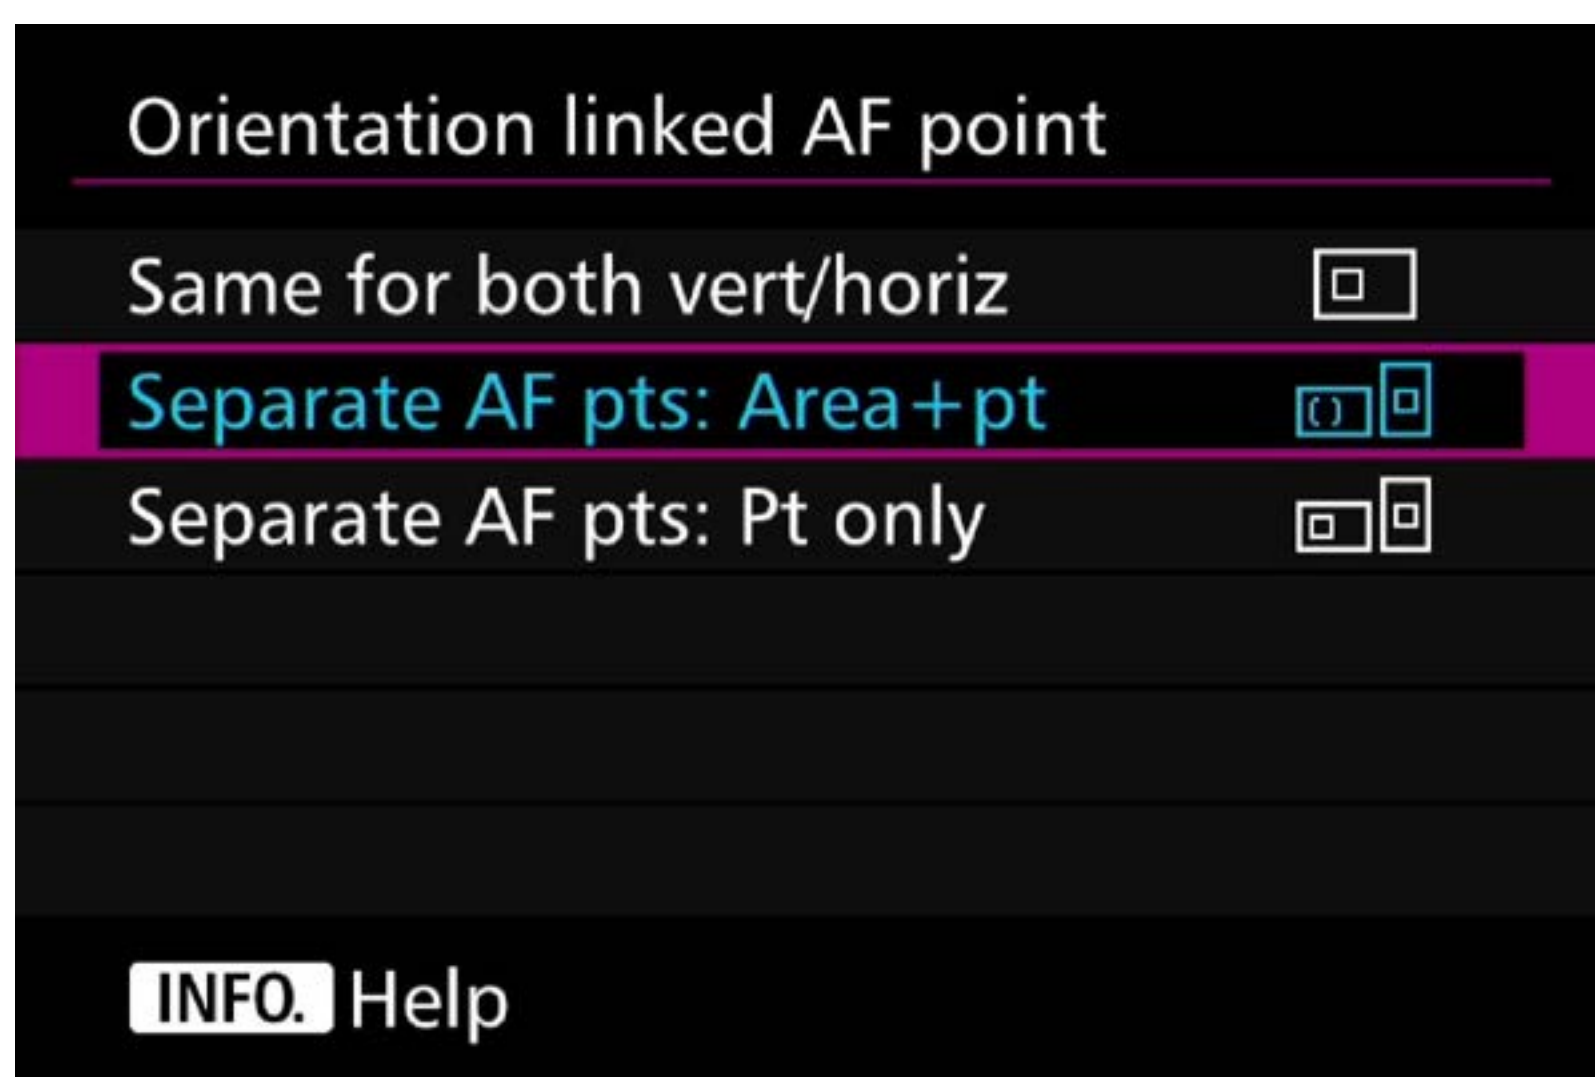 Orientation linked AF point
Same for both vert/horiz
Separate AF pts: Area+pt
Separate AF pts: Pt only
INFO. Help